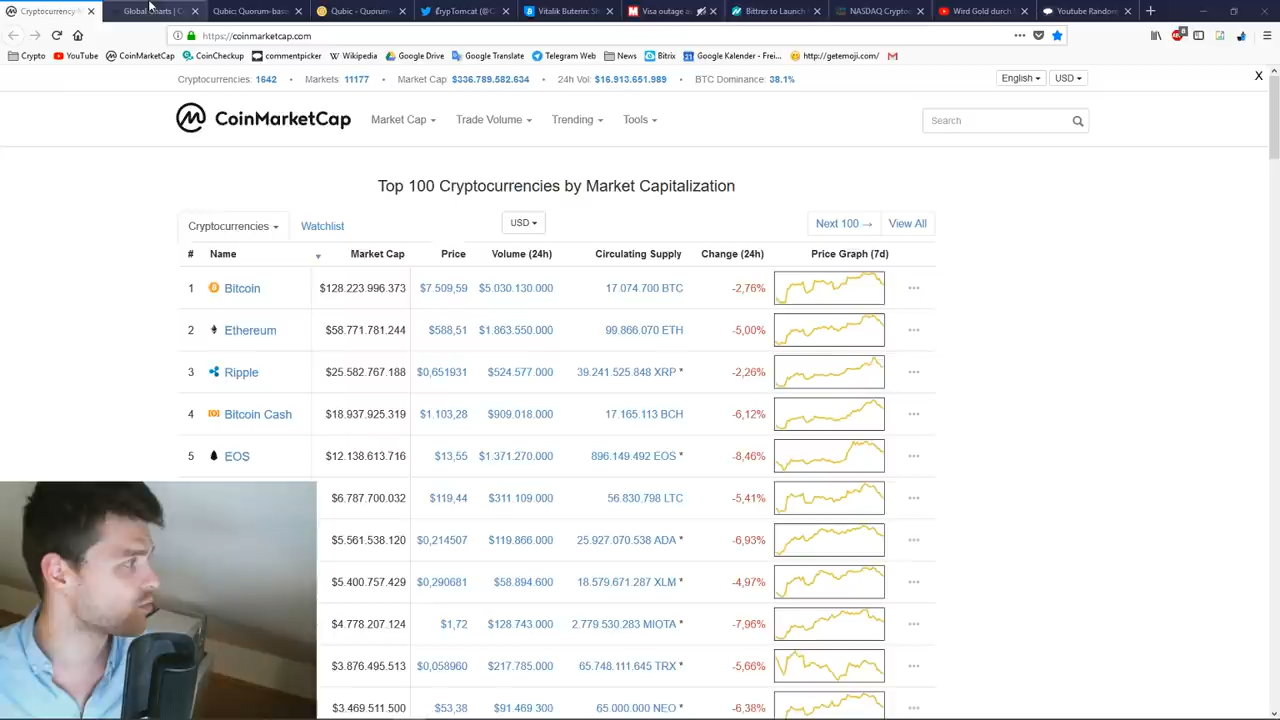 Cryptocurrency
Global Charts | C
Qubic: Quorum-base
Qubic - Quorum-
Cryp Tomcat (@C
Vitalik Buterin: Sh
Visa outage
Bittrex to Launch
NASDAQ Cryptor
Wird Gold durch
Youtube Randon
https://coinmarketcap.com
Crypto YouTube CoinMarketCap CoinCheckup commentpicker Wikipedia Google Drive Google Translate Telegram Web News Bitrix Google Kalender - Frei... http://getemoji.com/
Cryptocurrencies: 1642 • Markets: 11177 • Market Cap: $336.789.582.634 • 24h Vol: $16.913.651.989 • BTC Dominance: 38.1% English USD X
CoinMarketCap Market Cap Trade Volume Trending Tools Search
Top 100 Cryptocurrencies by Market Capitalization
Cryptocurrencies Watchlist USD Next 100 → View All
# Name Market Cap Price Volume (24h) Circulating Supply Change (24h) Price Graph (7d)
1 Bitcoin $128.223.996.373 $7.509,59 $5.030.130.000 17.074.700 BTC -2,76%
2 Ethereum $58.771.781.244 $588,51 $1.863.550.000 99.866.070 ETH -5,00%
3 Ripple $25.582.767.188 $0,651931 $524.577.000 39.241.525.848 XRP * -2,26%
4 Bitcoin Cash $18.937.925.319 $1.103,28 $909.018.000 17.165.113 BCH -6,12%
5 EOS $12.138.613.716 $13,55 $1.371.270.000 896.149.492 EOS * -8,46%
$6.787.700.032 $119,44 $311.109.000 56.830.798 LTC -5,41%
$5.561.538.120 $0,214507 $119.866.000 25.927.070.538 ADA * -6,93%
$5.400.757.429 $0,290681 $58.894.600 18.579.671.287 XLM * -4,97%
$4.778.207.124 $1,72 $128.743.000 2.779.530.283 MIOTA * -7,96%
$3.876.495.513 $0,058960 $217.785.000 65.748.111.645 TRX * -5,66%
$3.469.511.500 $53,38 $91.469.300 65.000.000 NEO * -6,38%